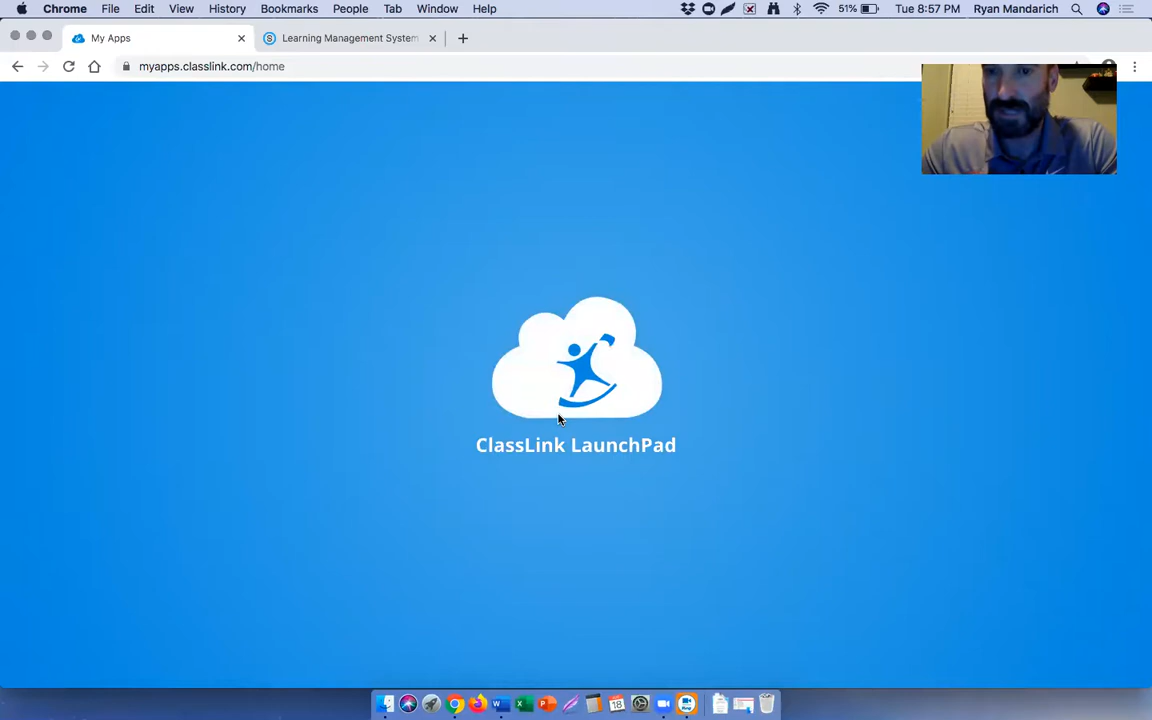 Chrome File Edit View History Bookmarks People Tab Window Help 51% Tue 8:57 PM Ryan Mandarich
My Apps Learning Management System
myapps.classlink.com/home
ClassLink LaunchPad